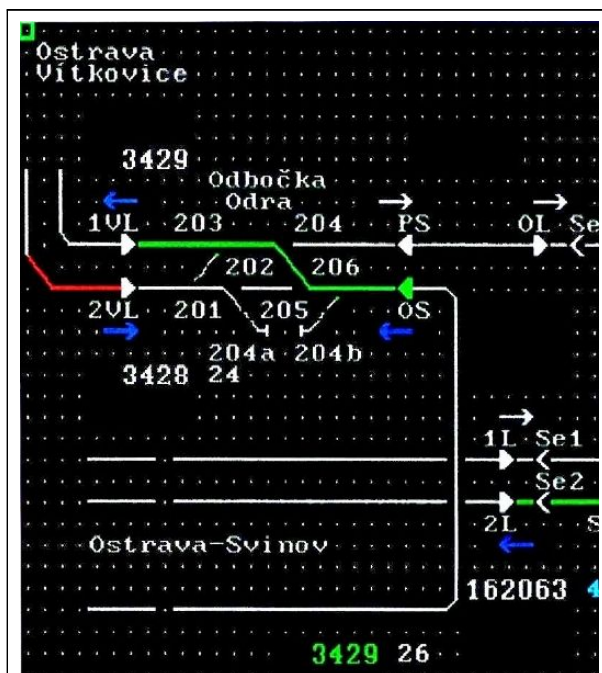 Ostrava
Vítkovice
3429
Odbočka
Odra
1VL 203 204 PS OL Se
202 206
2VL 201 205 OS
204a 204b
3428 24
1L Se1
Se2
2L S
Ostrava-Svinov
162063 4
3429 26